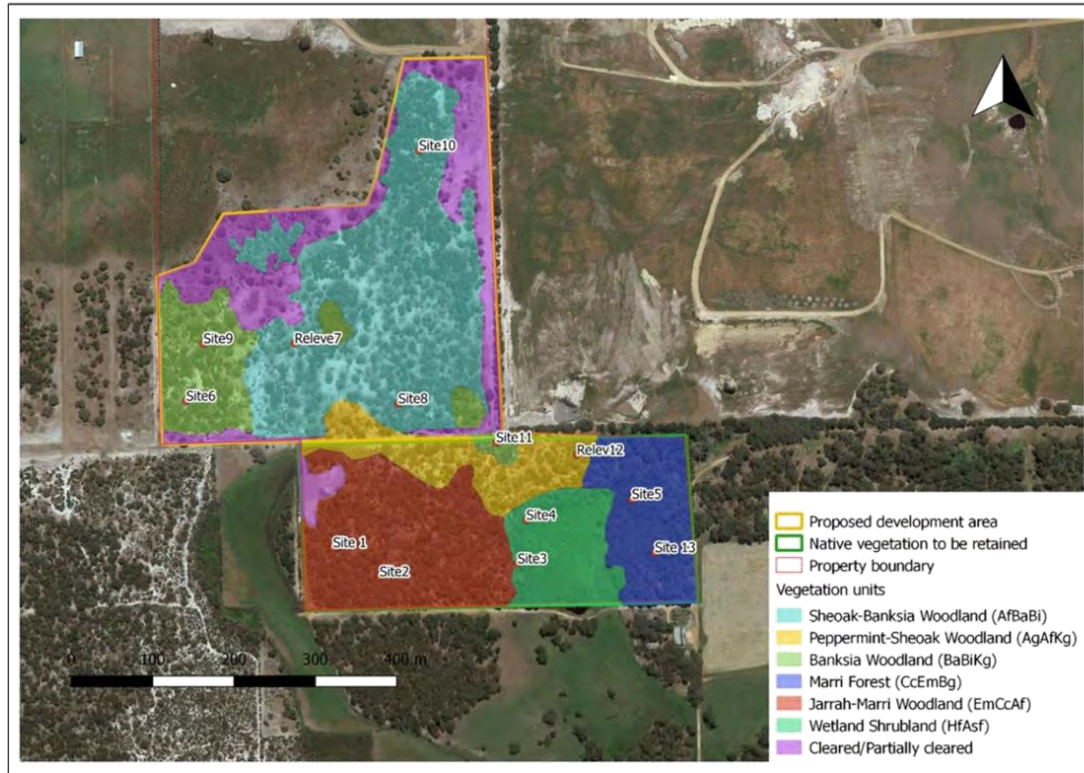 Site10
Site9
Releve7
Site6
Site8
Site11
Relev12
Site5
Site4
Site 1
Site 13
Site3
Site2
0 100 200 300 400 m
Proposed development area
Native vegetation to be retained
Property boundary
Vegetation units
Sheoak-Banksia Woodland (AfBaBi)
Peppermint-Sheoak Woodland (AgAfKg)
Banksia Woodland (BaBiKg)
Marri Forest (CcEmBg)
Jarrah-Marri Woodland (EmCcAf)
Wetland Shrubland (HfAsf)
Cleared/Partially cleared